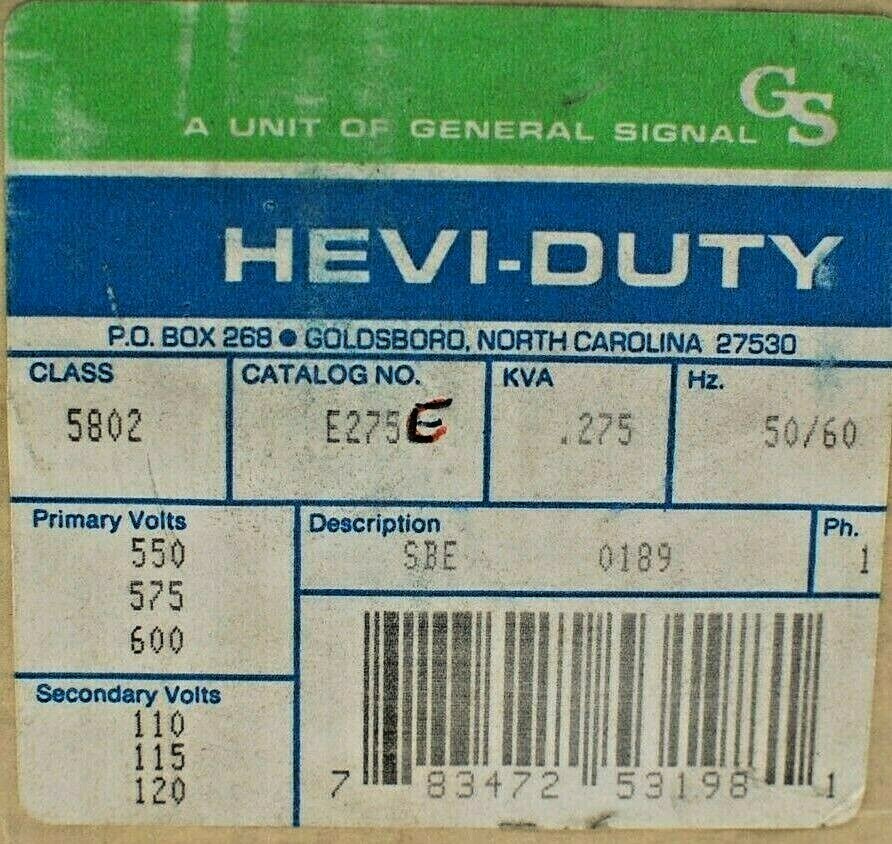 GS
A UNIT OF GENERAL SIGNAL
HEVI-DUTY
P.O. BOX 268 ● GOLDSBORO, NORTH CAROLINA 27530
CLASS
5802
CATALOG NO.
E275E
KVA
.275
Hz.
50/60
Primary Volts
550
575
600
Description
SBE 0189
Ph.
1
Secondary Volts
110
115
120
7 83472 53198 1